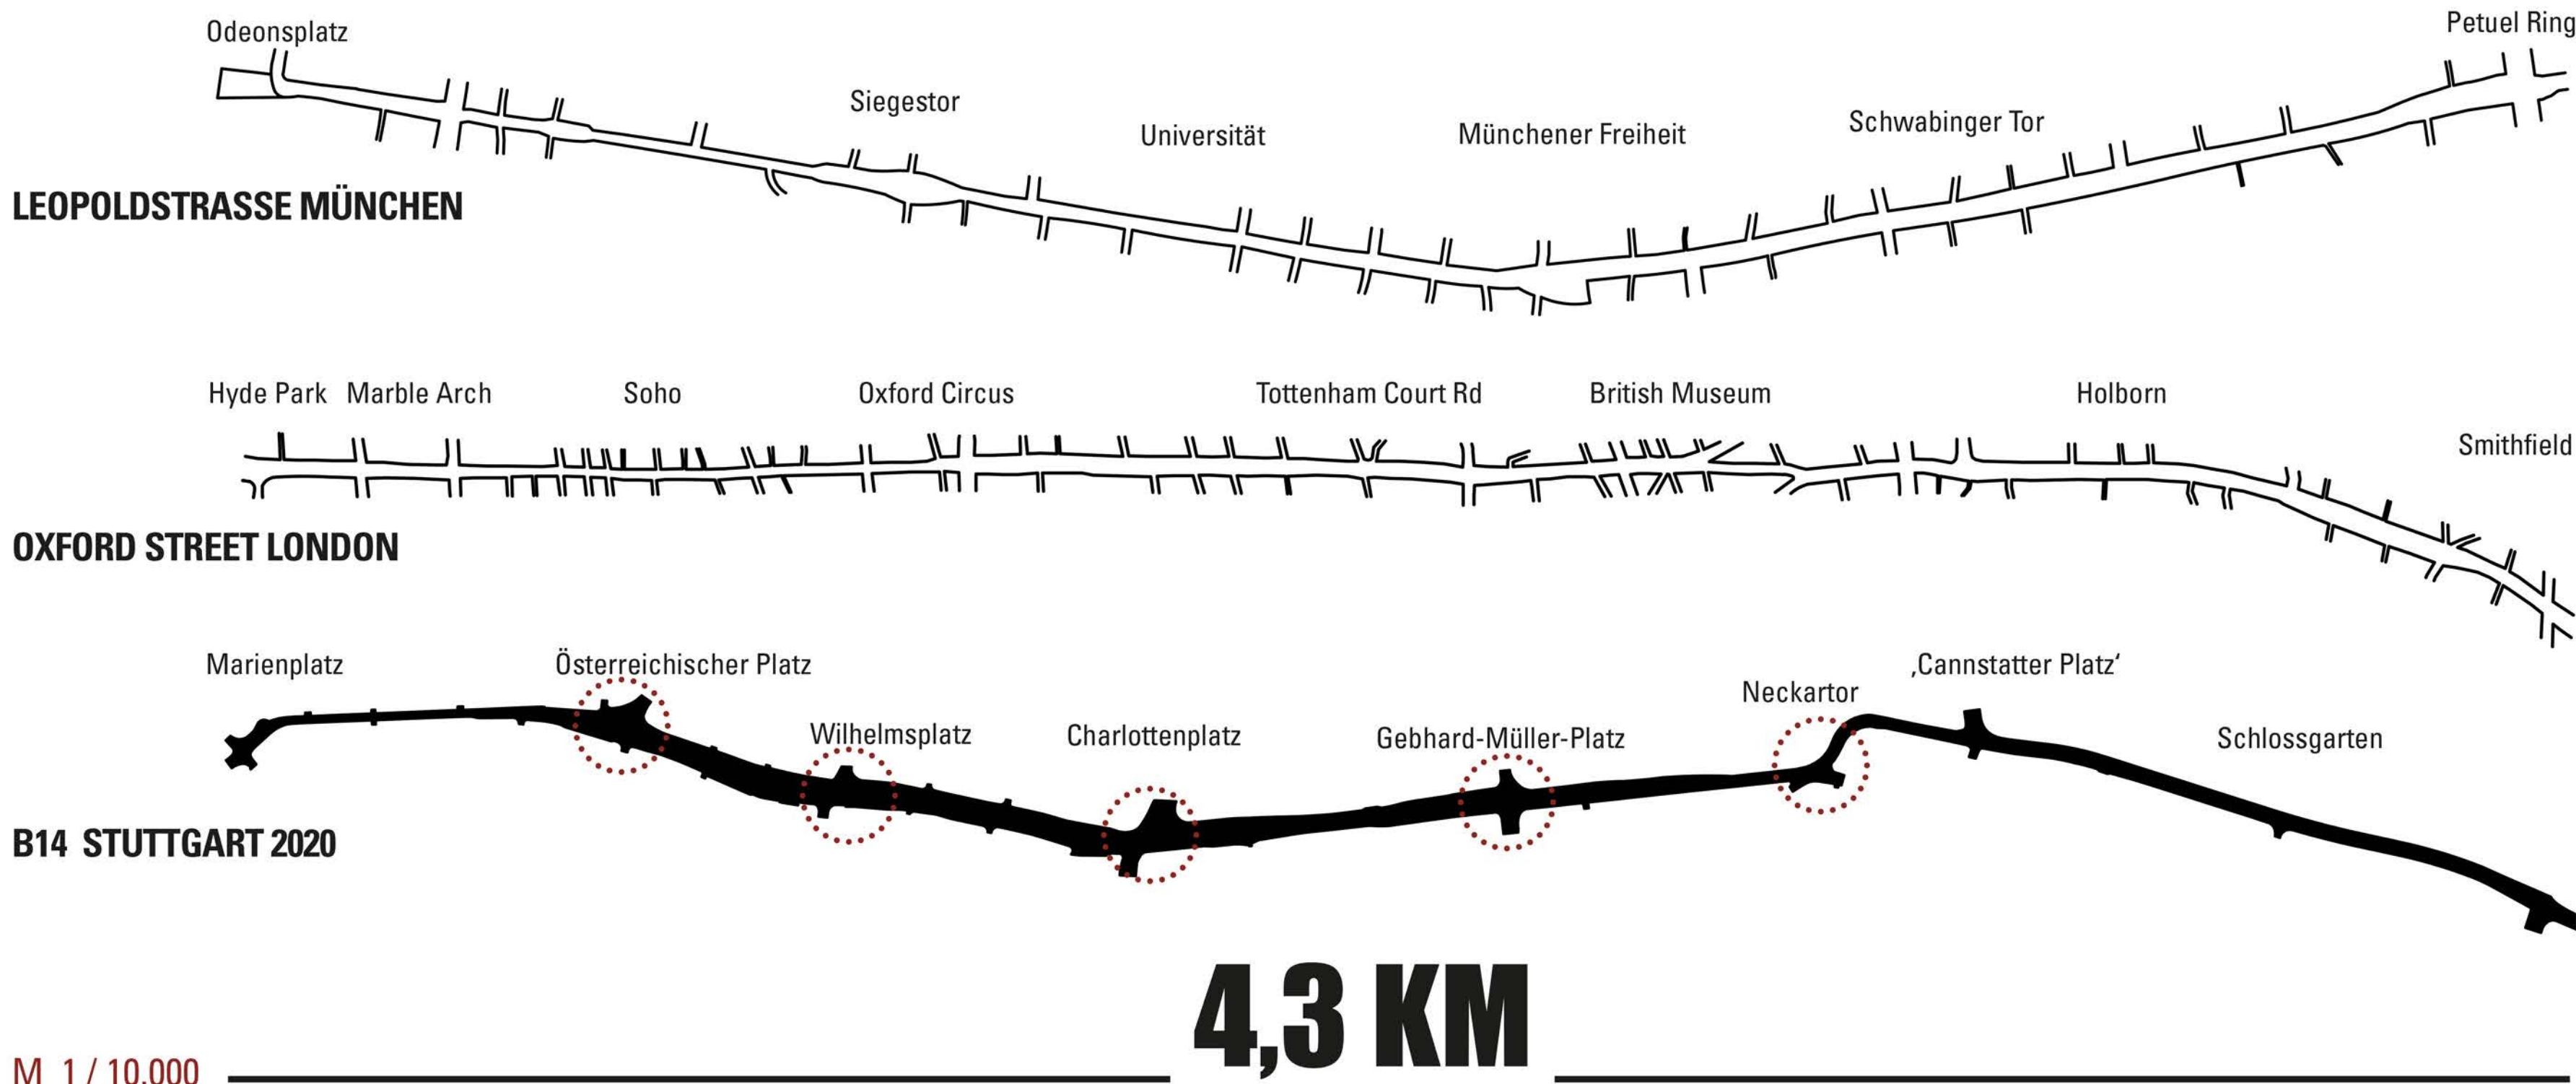 Odeonsplatz
Siegestor
Universität
Münchener Freiheit
Schwabinger Tor
Petuel Ring
LEOPOLDSTRASSE MÜNCHEN
Hyde Park
Marble Arch
Soho
Oxford Circus
Tottenham Court Rd
British Museum
Holborn
Smithfield
OXFORD STREET LONDON
Marienplatz
Österreichischer Platz
Wilhelmsplatz
Charlottenplatz
Gebhard-Müller-Platz
Neckartor
‚Cannstatter Platz‘
Schlossgarten
B14 STUTTGART 2020
4,3 KM
M 1 / 10.000